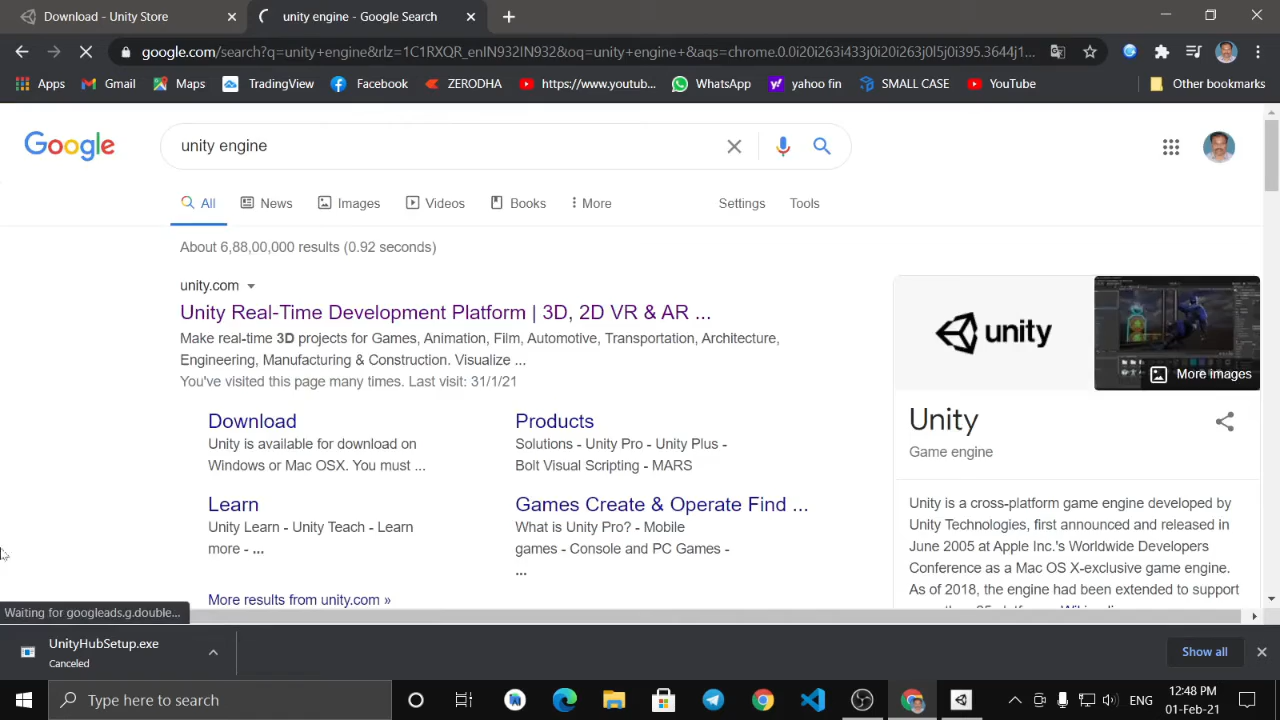 Download - Unity Store
unity engine - Google Search
google.com/search?q=unity+engine&rlz=1C1RXQR_enIN932IN932&oq=unity+engine+&aqs=chrome.0.0i20i263i433j0i20i263j0l5j0i395.3644j1...
Apps
Gmail
Maps
TradingView
Facebook
ZERODHA
https://www.youtub...
WhatsApp
yahoo fin
SMALL CASE
YouTube
Other bookmarks
Google
unity engine
All
News
Images
Videos
Books
More
Settings
Tools
About 6,88,00,000 results (0.92 seconds)
unity.com
Unity Real-Time Development Platform | 3D, 2D VR & AR ...
Make real-time 3D projects for Games, Animation, Film, Automotive, Transportation, Architecture,
Engineering, Manufacturing & Construction. Visualize ...
You've visited this page many times. Last visit: 31/1/21
Download
Unity is available for download on
Windows or Mac OSX. You must ...
Products
Solutions - Unity Pro - Unity Plus -
Bolt Visual Scripting - MARS
Learn
Unity Learn - Unity Teach - Learn
more - ...
Games Create & Operate Find ...
What is Unity Pro? - Mobile
games - Console and PC Games -
...
More results from unity.com »
unity
More images
Unity
Game engine
Unity is a cross-platform game engine developed by
Unity Technologies, first announced and released in
June 2005 at Apple Inc.'s Worldwide Developers
Conference as a Mac OS X-exclusive game engine.
As of 2018, the engine had been extended to support
Waiting for googleads.g.double...
UnityHubSetup.exe
Canceled
Show all
Type here to search
ENG
12:48 PM
01-Feb-21